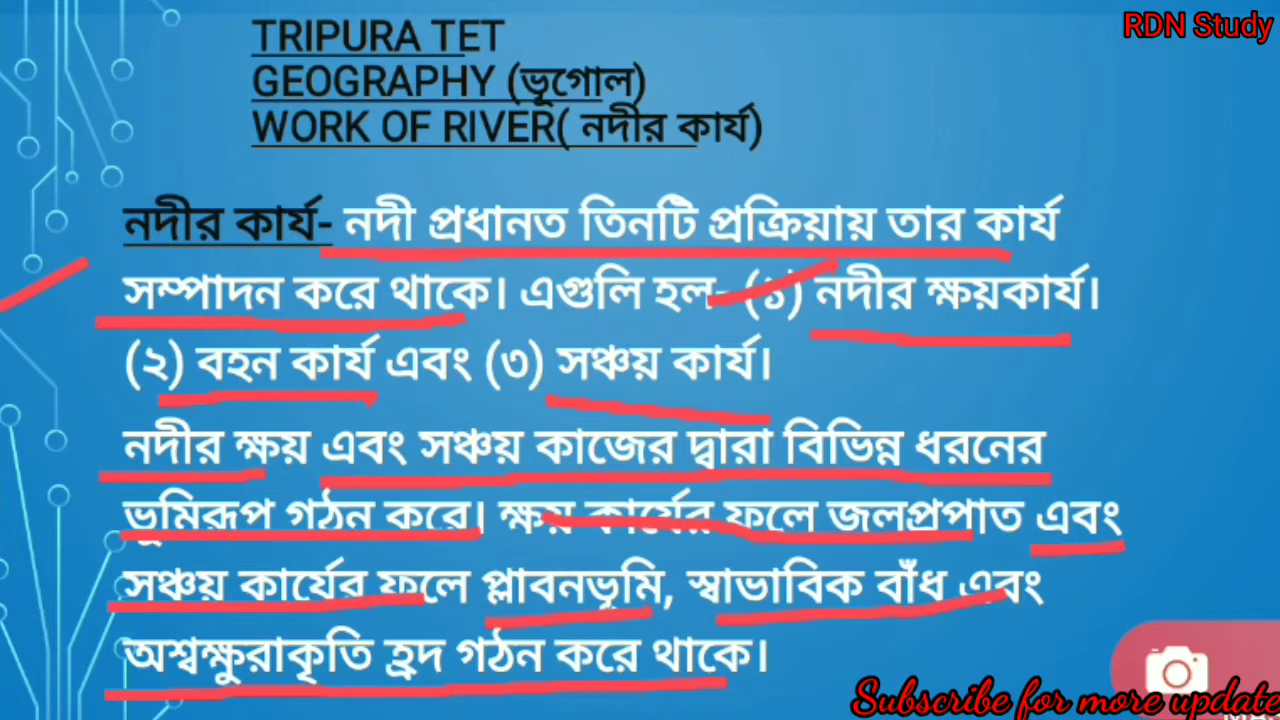 RDN Study
TRIPURA TET
GEOGRAPHY (ভূগোল)
WORK OF RIVER( নদীর কার্য)
নদীর কার্য- নদী প্রধানত তিনটি প্রক্রিয়ায় তার কার্য
সম্পাদন করে থাকে। এগুলি হল- (১) নদীর ক্ষয়কার্য।
(২) বহন কার্য এবং (৩) সঞ্চয় কার্য।
নদীর ক্ষয় এবং সঞ্চয় কাজের দ্বারা বিভিন্ন ধরনের
ভূমিরূপ গঠন করে। ক্ষয় কার্যের ফলে জলপ্রপাত এবং
সঞ্চয় কার্যের ফলে প্লাবনভূমি, স্বাভাবিক বাঁধ এবং
অশ্বক্ষুরাকৃতি হ্রদ গঠন করে থাকে।
Subscribe for more update